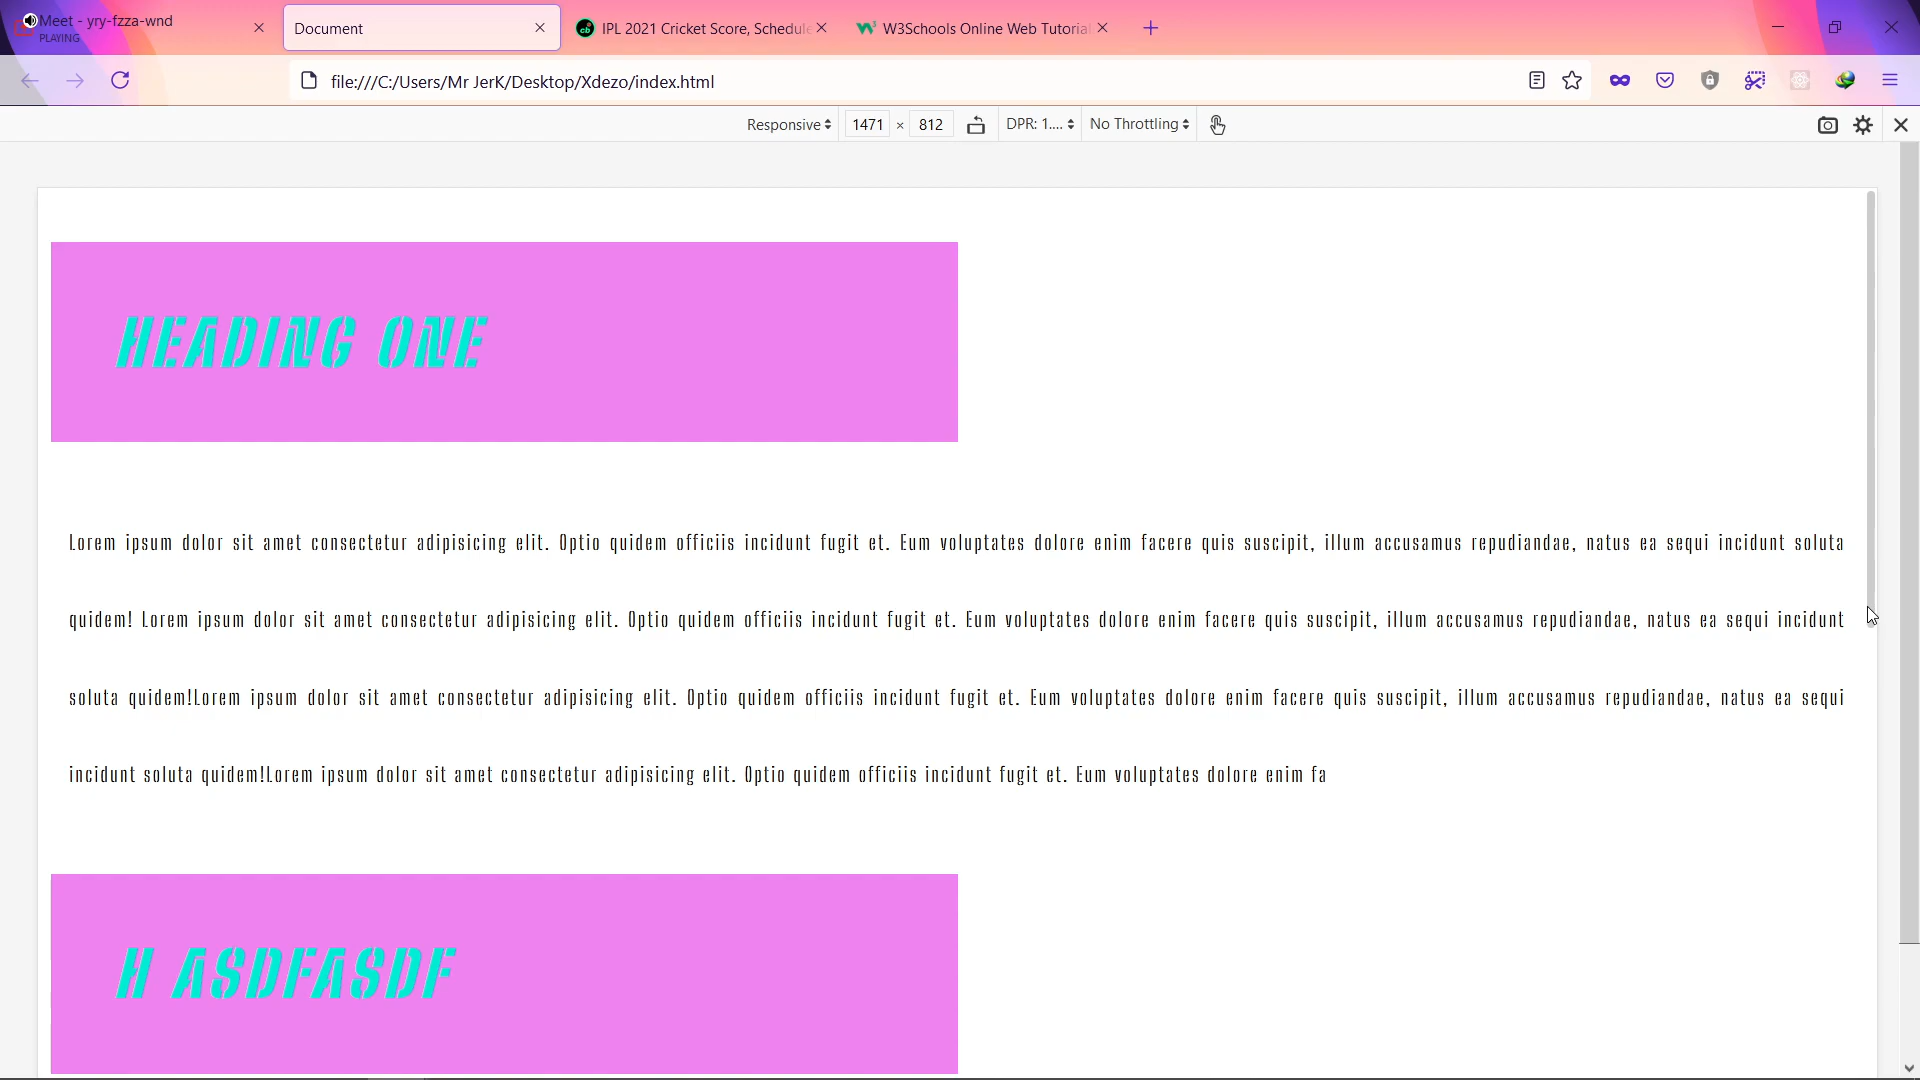 Meet - yry-fzza-wnd
PLAYING
Document
IPL 2021 Cricket Score, Schedule
W3Schools Online Web Tutorial
file:///C:/Users/Mr JerK/Desktop/Xdezo/index.html
Responsive 1471 × 812 DPR: 1.... No Throttling
HEADING ONE
Lorem ipsum dolor sit amet consectetur adipisicing elit. Optio quidem officiis incidunt fugit et. Eum voluptates dolore enim facere quis suscipit, illum accusamus repudiandae, natus ea sequi incidunt soluta
quidem! Lorem ipsum dolor sit amet consectetur adipisicing elit. Optio quidem officiis incidunt fugit et. Eum voluptates dolore enim facere quis suscipit, illum accusamus repudiandae, natus ea sequi incidunt
soluta quidem!Lorem ipsum dolor sit amet consectetur adipisicing elit. Optio quidem officiis incidunt fugit et. Eum voluptates dolore enim facere quis suscipit, illum accusamus repudiandae, natus ea sequi
incidunt soluta quidem!Lorem ipsum dolor sit amet consectetur adipisicing elit. Optio quidem officiis incidunt fugit et. Eum voluptates dolore enim fa
H ASDFASDF